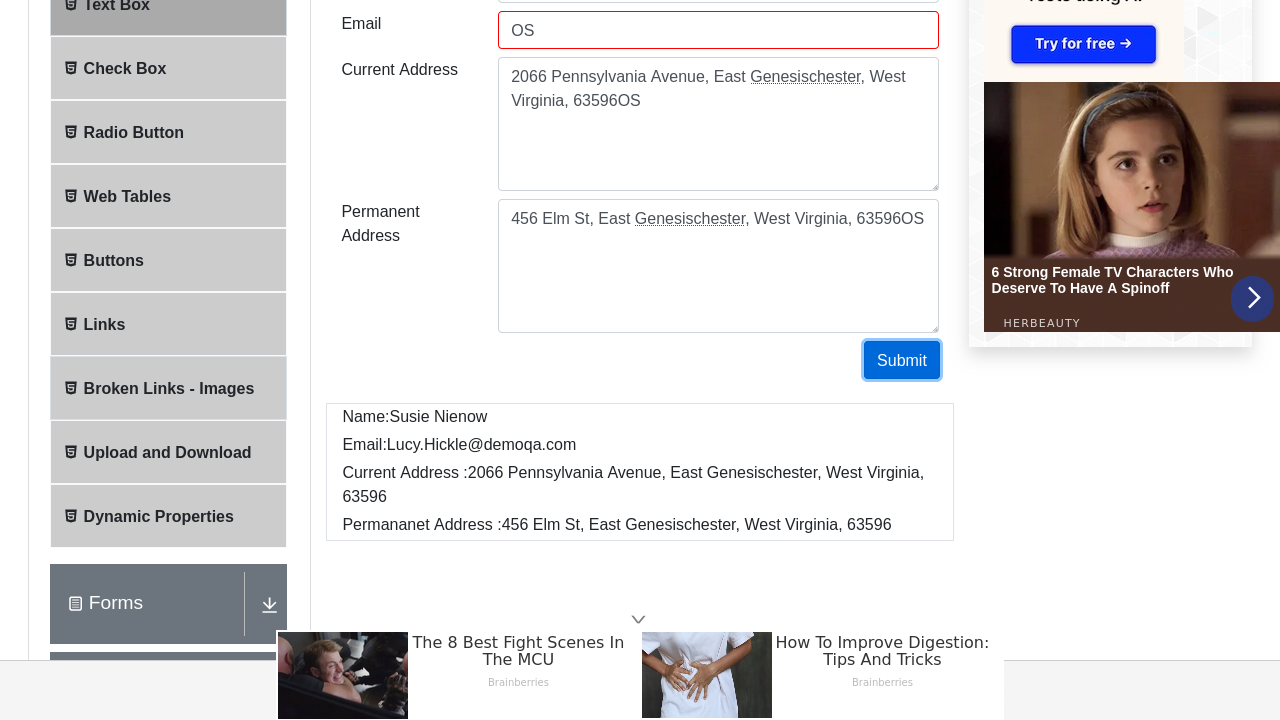 Text Box
Check Box
Radio Button
Web Tables
Buttons
Links
Broken Links - Images
Upload and Download
Dynamic Properties
Forms
Email
OS
Current Address
2066 Pennsylvania Avenue, East Genesischester, West
Virginia, 63596OS
Permanent
Address
456 Elm St, East Genesischester, West Virginia, 63596OS
Submit
Name:Susie Nienow
Email:Lucy.Hickle@demoqa.com
Current Address :2066 Pennsylvania Avenue, East Genesischester, West Virginia,
63596
Permananet Address :456 Elm St, East Genesischester, West Virginia, 63596
Try for free →
6 Strong Female TV Characters Who
Deserve To Have A Spinoff
HERBEAUTY
The 8 Best Fight Scenes In
The MCU
Brainberries
How To Improve Digestion:
Tips And Tricks
Brainberries